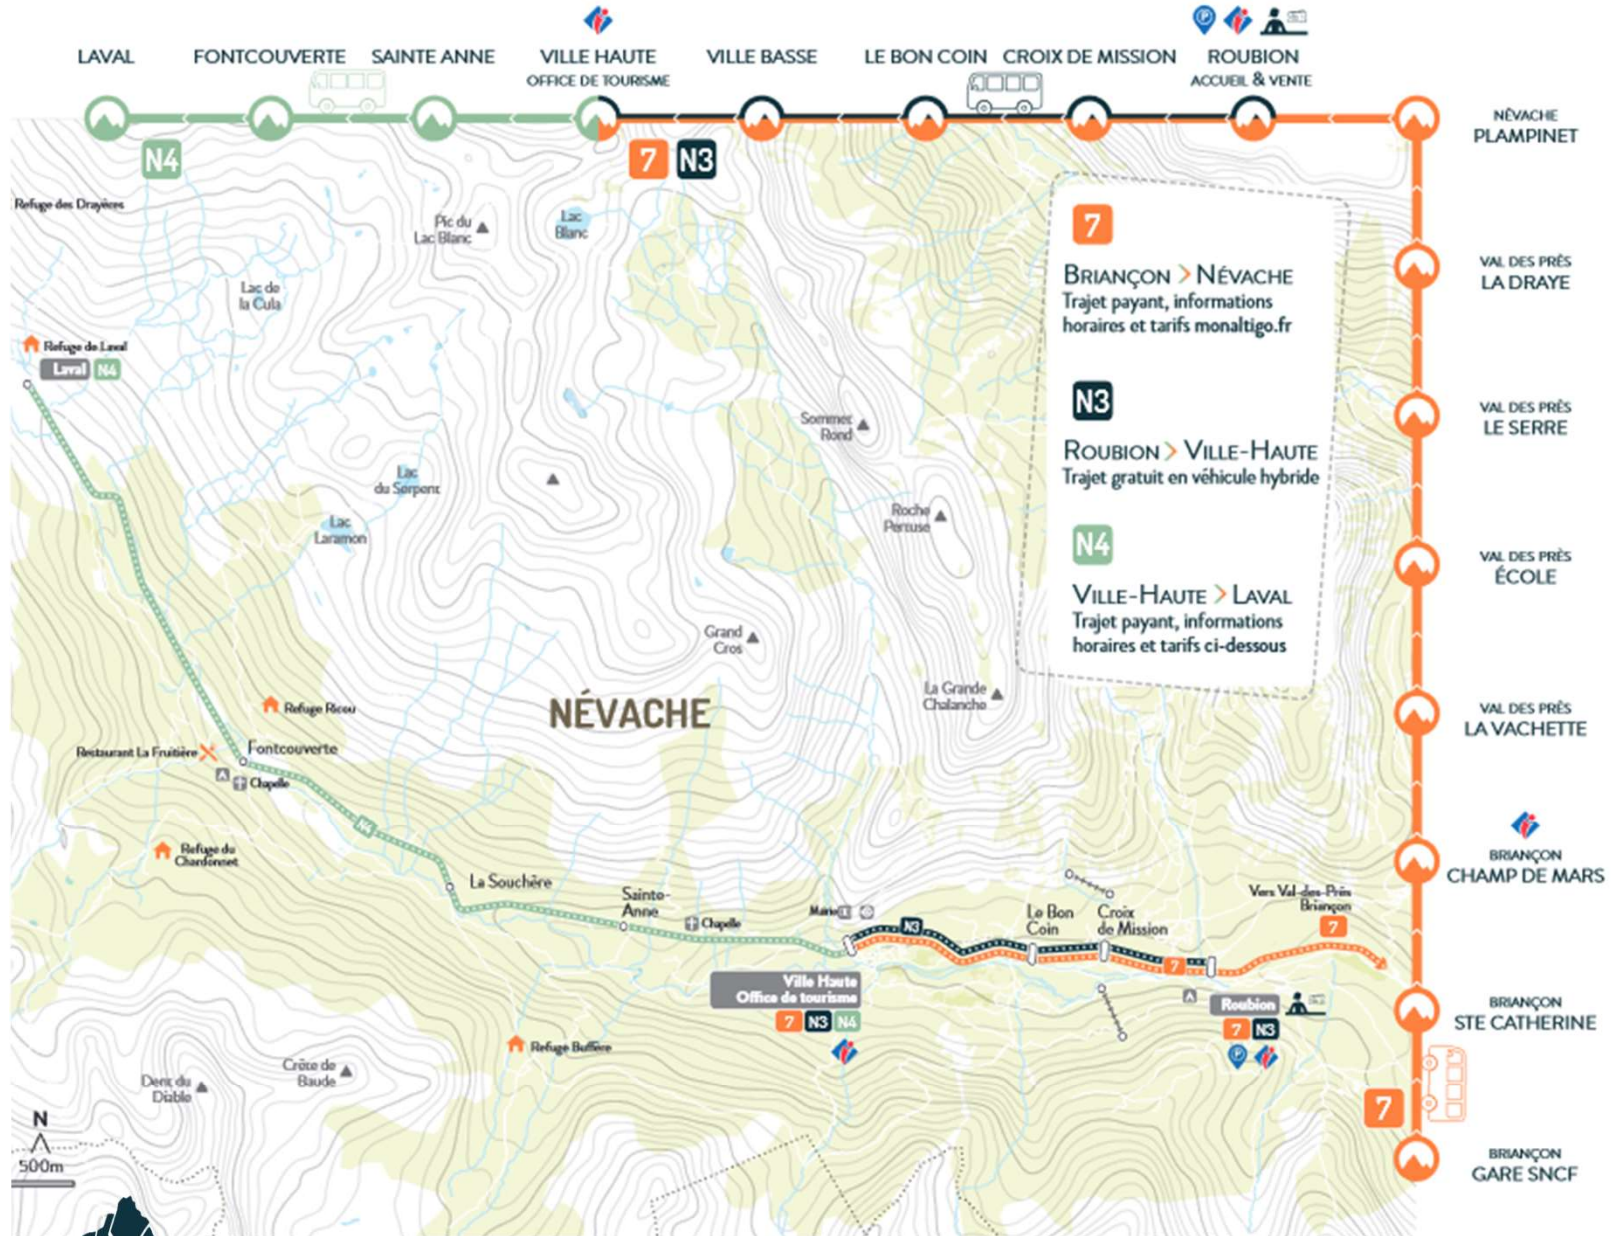 LAVAL
FONTCOUVERTE
SAINTE ANNE
VILLE HAUTE
OFFICE DE TOURISME
VILLE BASSE
LE BON COIN
CROIX DE MISSION
ROUBION
ACCUEIL & VENTE
NÉVACHE
PLAMPINET
N4
7 N3
VAL DES PRÈS
LA DRAYE
VAL DES PRÈS
LE SERRE
VAL DES PRÈS
ÉCOLE
VAL DES PRÈS
LA VACHETTE
BRIANÇON
CHAMP DE MARS
BRIANÇON
STE CATHERINE
7
BRIANÇON
GARE SNCF
7
BRIANÇON > NÉVACHE
Trajet payant, informations
horaires et tarifs monaltigo.fr
N3
ROUBION > VILLE-HAUTE
Trajet gratuit en véhicule hybride
N4
VILLE-HAUTE > LAVAL
Trajet payant, informations
horaires et tarifs ci-dessous
Refuge des Drayères
Pic du
Lac Blanc
Lac
Blanc
Lac de
la Cula
Refuge de Laval
Laval N4
Sommet
Rond
Lac
du Serpent
Lac
Laramon
Roche
Percuse
Grand
Cros
La Grande
Chalanche
NÉVACHE
Refuge Ricou
Restaurant La Fruitière
Fontcouverte
Chapelle
N4
Refuge du
Chardonnet
La Souchère
Sainte-
Anne
Chapelle
Mairie
N3
Le Bon
Coin
Croix
de Mission
Vers Val-des-Près
Briançon
7
7
Ville Haute
Office de tourisme
7 N3 N4
Roubion
7 N3
P
Refuge Buffère
Crête de
Baude
Dent du
Diable
N
500m